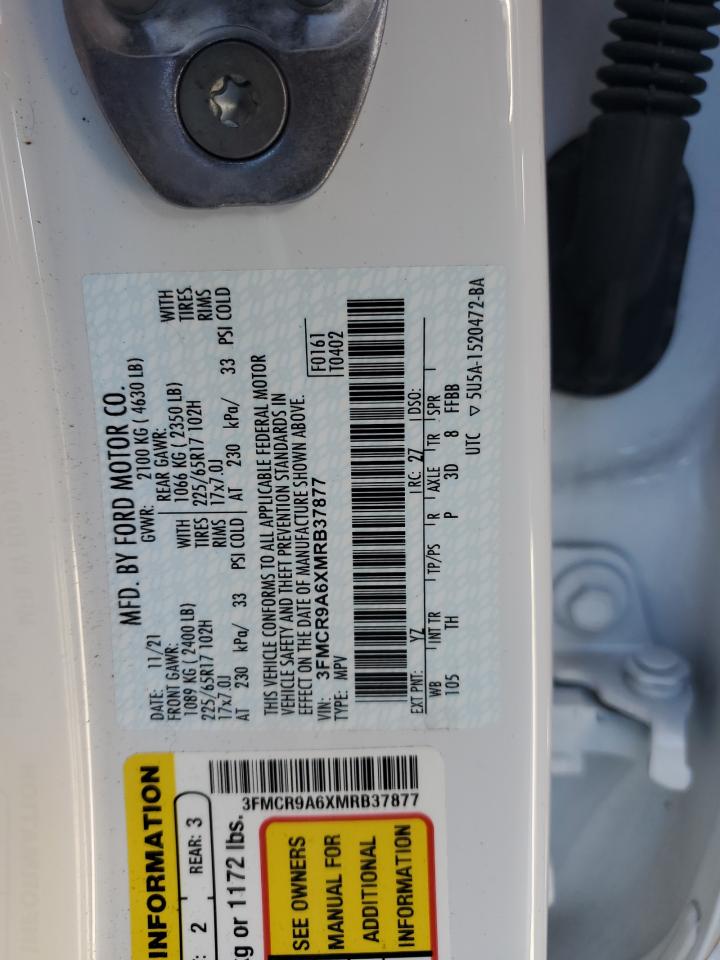 MFD. BY FORD MOTOR CO.
DATE: 11/21 GVWR: 2100 KG ( 4630 LB)
FRONT GAWR: REAR GAWR:
1089 KG ( 2400 LB) WITH 1066 KG ( 2350 LB) WITH
225/65R17 102H TIRES 225/65R17 102H TIRES
17x7.0J RIMS 17x7.0J RIMS
AT 230 kPa/ 33 PSI COLD AT 230 kPa/ 33 PSI COLD
THIS VEHICLE CONFORMS TO ALL APPLICABLE FEDERAL MOTOR
VEHICLE SAFETY AND THEFT PREVENTION STANDARDS IN
EFFECT ON THE DATE OF MANUFACTURE SHOWN ABOVE.
VIN: 3FMCR9A6XMRB37877 F0161
TYPE: MPV T0402
EXT PNT: YZ RC: 27 DSO:
WB INT TR TP/PS R AXLE TR SPR
105 TH P 3D 8 FFBB
UTC ▽ 5U5A-1520472-BA
INFORMATION
2 REAR: 3
kg or 1172 lbs.
3FMCR9A6XMRB37877
SEE OWNERS
MANUAL FOR
ADDITIONAL
INFORMATION